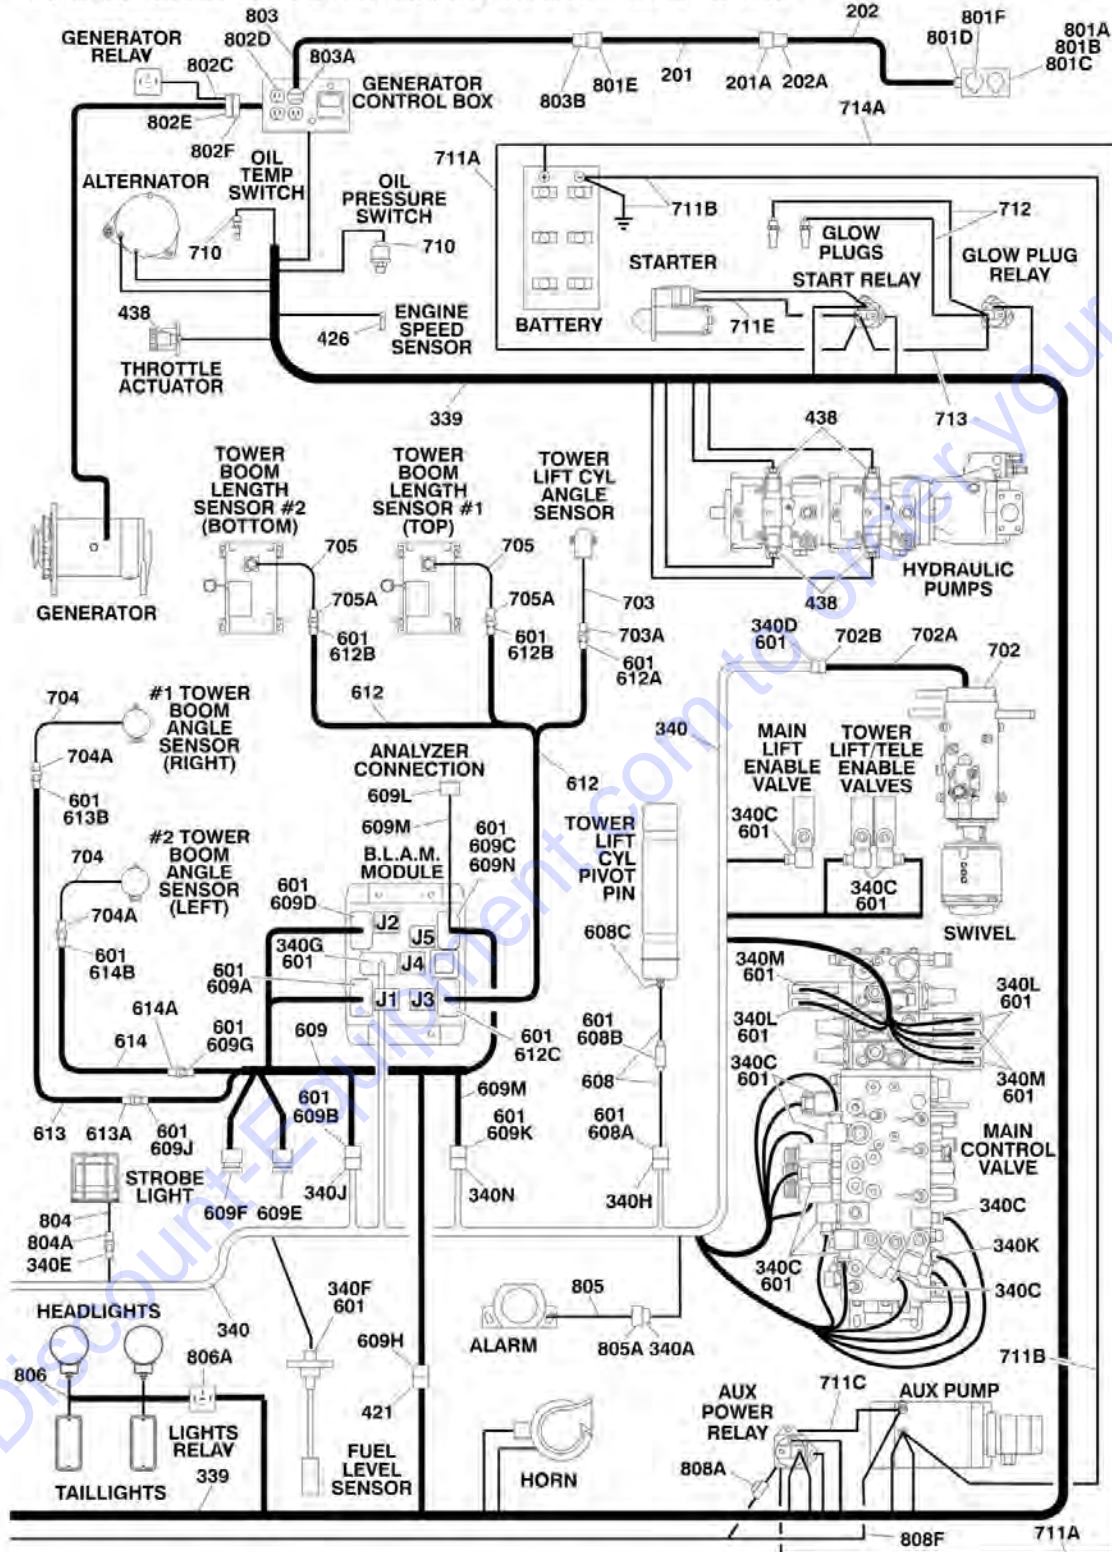 803
202
801F
801D
801A
801B
801C
GENERATOR
RELAY
802D
803A
802C
GENERATOR
CONTROL BOX
803B
801E
201
201A
202A
802E
802F
714A
711A
OIL
TEMP
SWITCH
ALTERNATOR
OIL
PRESSURE
SWITCH
711B
712
710
710
GLOW
PLUGS
GLOW PLUG
RELAY
STARTER
START RELAY
438
426
ENGINE
SPEED
SENSOR
BATTERY
711E
THROTTLE
ACTUATOR
339
713
TOWER
BOOM
LENGTH
SENSOR #2
(BOTTOM)
TOWER
BOOM
LENGTH
SENSOR #1
(TOP)
TOWER
LIFT CYL
ANGLE
SENSOR
438
705
705
HYDRAULIC
PUMPS
GENERATOR
705A
705A
703
438
601
612B
601
612B
703A
601
612A
340D
601
702B
702A
702
704
#1 TOWER
BOOM
ANGLE
SENSOR
(RIGHT)
612
340
MAIN
LIFT
ENABLE
VALVE
TOWER
LIFT/TELE
ENABLE
VALVES
704A
ANALYZER
CONNECTION
612
601
613B
609L
609M
601
609C
609N
TOWER
LIFT
CYL
PIVOT
PIN
340C
601
704
#2 TOWER
BOOM
ANGLE
SENSOR
(LEFT)
B.L.A.M.
MODULE
340C
601
601
609D
704A
J2
J5
608C
SWIVEL
340G
601
J4
601
614B
601
609A
J1
J3
340M
601
340L
601
340L
601
614A
601
609G
609
601
612C
601
608B
614
608
340C
601
340M
601
609M
601
609B
601
609K
601
608A
613
613A
601
609J
MAIN
CONTROL
VALVE
STROBE
LIGHT
609F
609E
340J
340N
340H
340C
804
804A
340E
340K
340F
601
340C
601
340C
HEADLIGHTS
340
805
609H
ALARM
805A
340A
806A
711B
806
421
AUX
POWER
RELAY
711C
AUX PUMP
LIGHTS
RELAY
FUEL
LEVEL
SENSOR
HORN
808A
TAILLIGHTS
339
808F
711A
Discount-Equipment.com to order your